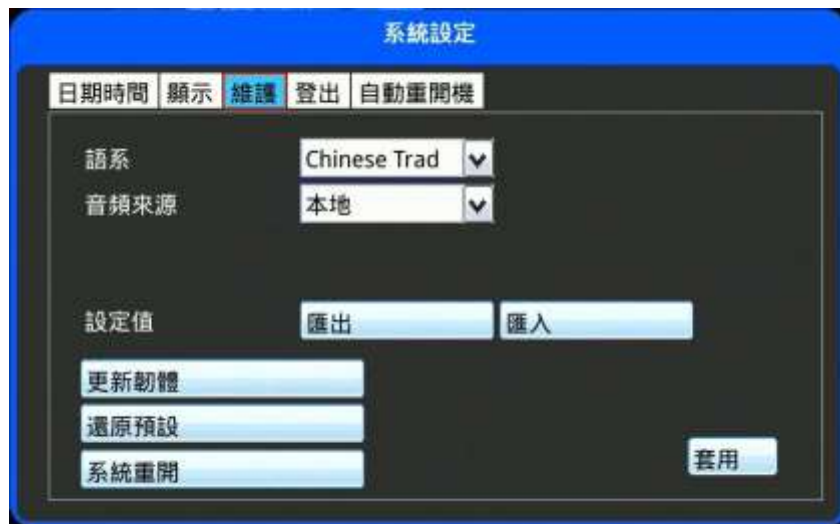 系統設定
日期時間 顯示 維護 登出 自動重開機
語系 Chinese Trad
音頻來源 本地
設定值 匯出 匯入
更新韌體
還原預設
系統重開 套用